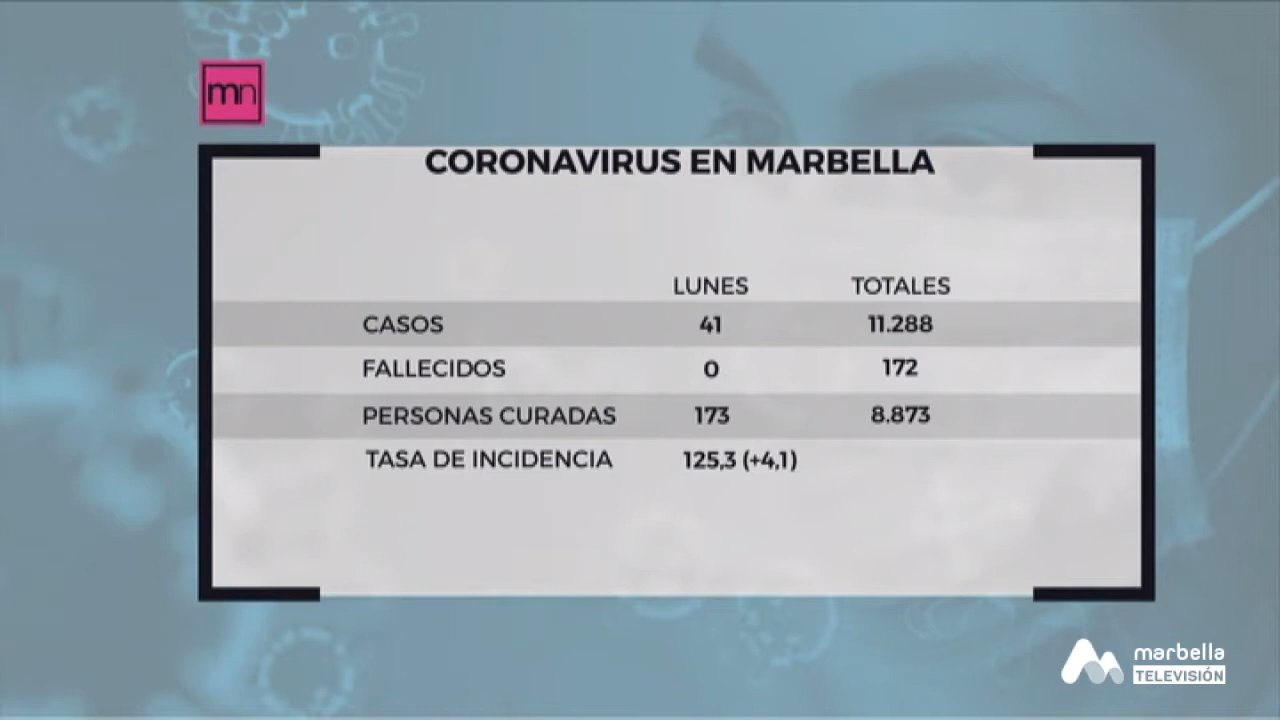 mn
CORONAVIRUS EN MARBELLA
LUNES TOTALES
CASOS 41 11.288
FALLECIDOS 0 172
PERSONAS CURADAS 173 8.873
TASA DE INCIDENCIA 125,3 (+4,1)
marbella
TELEVISIÓN